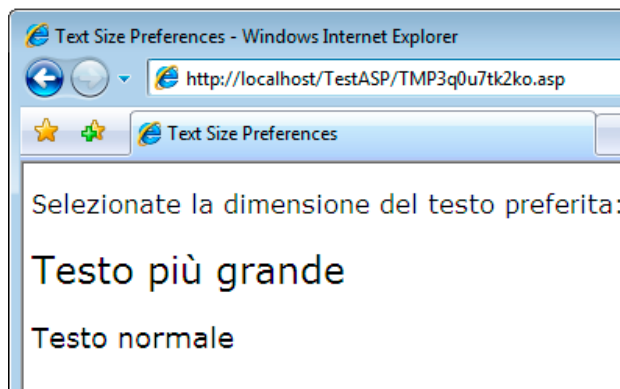 Text Size Preferences - Windows Internet Explorer
http://localhost/TestASP/TMP3q0u7tk2ko.asp
Text Size Preferences
Selezionate la dimensione del testo preferita:
Testo più grande
Testo normale